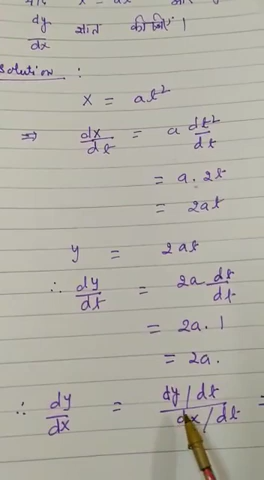 x = at²
dy/dx ज्ञात कीजिए।
Solution :
x = at²
⇒ dx/dt = a dt²/dt
= a. 2t
= 2at
y = 2at
∴ dy/dt = 2a dt/dt
= 2a. 1
= 2a.
∴ dy/dx = dy/dt / dx/dt =